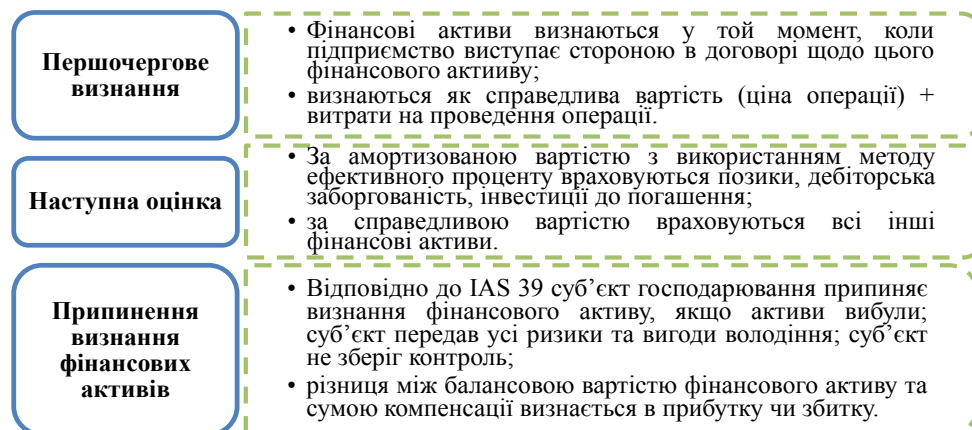 Першочергове
визнання
• Фінансові активи визнаються у той момент, коли
підприємство виступає стороною в договорі щодо цього
фінансового актииву;
• визнаються як справедлива вартість (ціна операції) +
витрати на проведення операції.
Наступна оцінка
• За амортизованою вартістю з використанням методу
ефективного проценту враховуються позики, дебіторська
заборгованість, інвестиції до погашення;
• за справедливою вартістю враховуються всі інші
фінансові активи.
Припинення
визнання
фінансових
активів
• Відповідно до IAS 39 суб’єкт господарювання припиняє
визнання фінансового активу, якщо активи вибули;
суб’єкт передав усі ризики та вигоди володіння; суб’єкт
не зберіг контроль;
• різниця між балансовою вартістю фінансового активу та
сумою компенсації визнається в прибутку чи збитку.